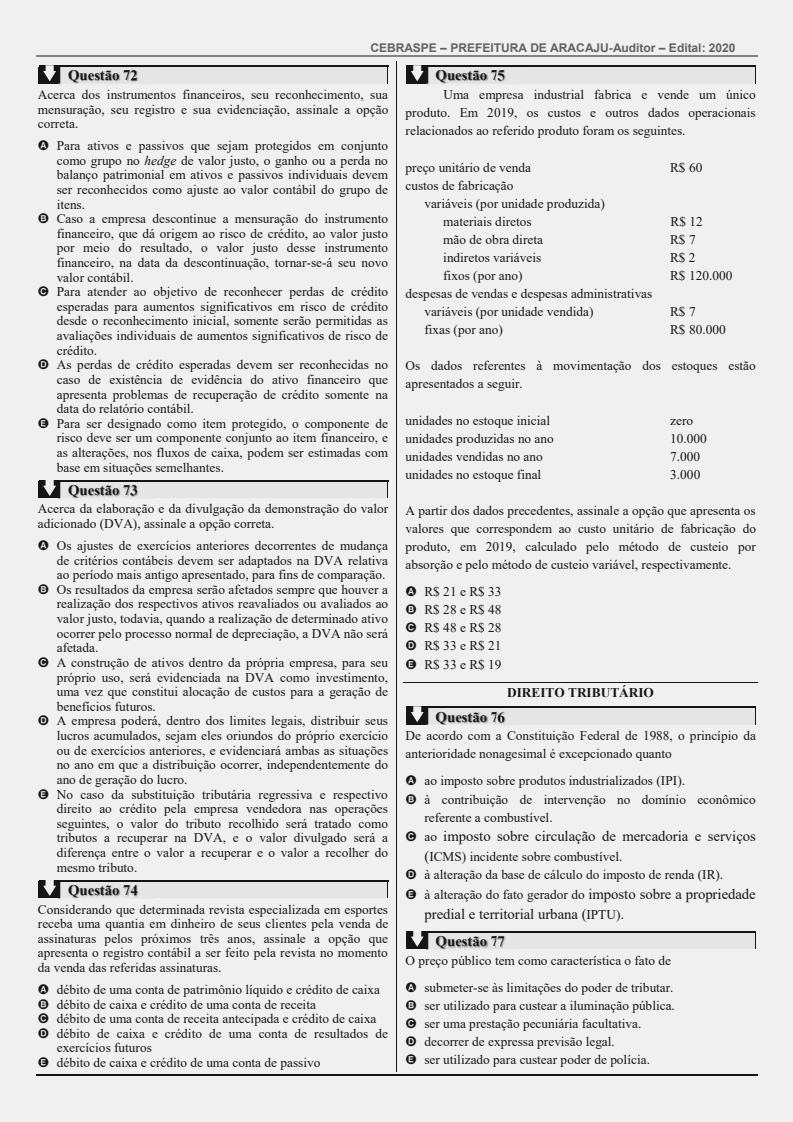 CEBRASPE – PREFEITURA DE ARACAJU-Auditor – Edital: 2020
Questão 72
Acerca dos instrumentos financeiros, seu reconhecimento, sua
mensuração, seu registro e sua evidenciação, assinale a opção
correta.
A Para ativos e passivos que sejam protegidos em conjunto
como grupo no hedge de valor justo, o ganho ou a perda no
balanço patrimonial em ativos e passivos individuais devem
ser reconhecidos como ajuste ao valor contábil do grupo de
itens.
B Caso a empresa descontinue a mensuração do instrumento
financeiro, que dá origem ao risco de crédito, ao valor justo
por meio do resultado, o valor justo desse instrumento
financeiro, na data da descontinuação, tornar-se-á seu novo
valor contábil.
C Para atender ao objetivo de reconhecer perdas de crédito
esperadas para aumentos significativos em risco de crédito
desde o reconhecimento inicial, somente serão permitidas as
avaliações individuais de aumentos significativos de risco de
crédito.
D As perdas de crédito esperadas devem ser reconhecidas no
caso de existência de evidência do ativo financeiro que
apresenta problemas de recuperação de crédito somente na
data do relatório contábil.
E Para ser designado como item protegido, o componente de
risco deve ser um componente conjunto ao item financeiro, e
as alterações, nos fluxos de caixa, podem ser estimadas com
base em situações semelhantes.
Questão 73
Acerca da elaboração e da divulgação da demonstração do valor
adicionado (DVA), assinale a opção correta.
A Os ajustes de exercícios anteriores decorrentes de mudança
de critérios contábeis devem ser adaptados na DVA relativa
ao período mais antigo apresentado, para fins de comparação.
B Os resultados da empresa serão afetados sempre que houver a
realização dos respectivos ativos reavaliados ou avaliados ao
valor justo, todavia, quando a realização de determinado ativo
ocorrer pelo processo normal de depreciação, a DVA não será
afetada.
C A construção de ativos dentro da própria empresa, para seu
próprio uso, será evidenciada na DVA como investimento,
uma vez que constitui alocação de custos para a geração de
benefícios futuros.
D A empresa poderá, dentro dos limites legais, distribuir seus
lucros acumulados, sejam eles oriundos do próprio exercício
ou de exercícios anteriores, e evidenciará ambas as situações
no ano em que a distribuição ocorrer, independentemente do
ano de geração do lucro.
E No caso da substituição tributária regressiva e respectivo
direito ao crédito pela empresa vendedora nas operações
seguintes, o valor do tributo recolhido será tratado como
tributos a recuperar na DVA, e o valor divulgado será a
diferença entre o valor a recuperar e o valor a recolher do
mesmo tributo.
Questão 74
Considerando que determinada revista especializada em esportes
receba uma quantia em dinheiro de seus clientes pela venda de
assinaturas pelos próximos três anos, assinale a opção que
apresenta o registro contábil a ser feito pela revista no momento
da venda das referidas assinaturas.
A débito de uma conta de patrimônio líquido e crédito de caixa
B débito de caixa e crédito de uma conta de receita
C débito de uma conta de receita antecipada e crédito de caixa
D débito de caixa e crédito de uma conta de resultados de
exercícios futuros
E débito de caixa e crédito de uma conta de passivo
Questão 75
Uma empresa industrial fabrica e vende um único
produto. Em 2019, os custos e outros dados operacionais
relacionados ao referido produto foram os seguintes.
preço unitário de venda R$ 60
custos de fabricação
variáveis (por unidade produzida)
materiais diretos R$ 12
mão de obra direta R$ 7
indiretos variáveis R$ 2
fixos (por ano) R$ 120.000
despesas de vendas e despesas administrativas
variáveis (por unidade vendida) R$ 7
fixas (por ano) R$ 80.000
Os dados referentes à movimentação dos estoques estão
apresentados a seguir.
unidades no estoque inicial zero
unidades produzidas no ano 10.000
unidades vendidas no ano 7.000
unidades no estoque final 3.000
A partir dos dados precedentes, assinale a opção que apresenta os
valores que correspondem ao custo unitário de fabricação do
produto, em 2019, calculado pelo método de custeio por
absorção e pelo método de custeio variável, respectivamente.
A R$ 21 e R$ 33
B R$ 28 e R$ 48
C R$ 48 e R$ 28
D R$ 33 e R$ 21
E R$ 33 e R$ 19
DIREITO TRIBUTÁRIO
Questão 76
De acordo com a Constituição Federal de 1988, o princípio da
anterioridade nonagesimal é excepcionado quanto
A ao imposto sobre produtos industrializados (IPI).
B à contribuição de intervenção no domínio econômico
referente a combustível.
C ao imposto sobre circulação de mercadoria e serviços
(ICMS) incidente sobre combustível.
D à alteração da base de cálculo do imposto de renda (IR).
E à alteração do fato gerador do imposto sobre a propriedade
predial e territorial urbana (IPTU).
Questão 77
O preço público tem como característica o fato de
A submeter-se às limitações do poder de tributar.
B ser utilizado para custear a iluminação pública.
C ser uma prestação pecuniária facultativa.
D decorrer de expressa previsão legal.
E ser utilizado para custear poder de polícia.